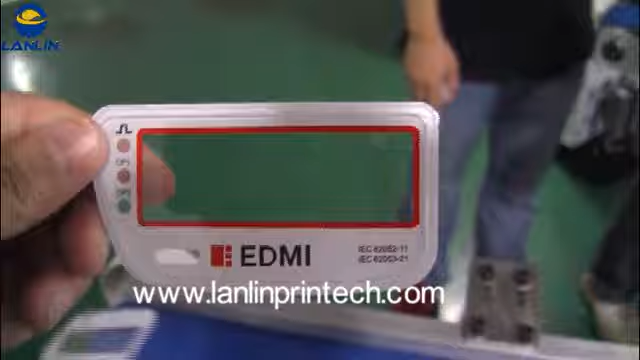 LANLIN
EDMI
IEC 62052-11
IEC 62053-21
www.lanlinprintech.com